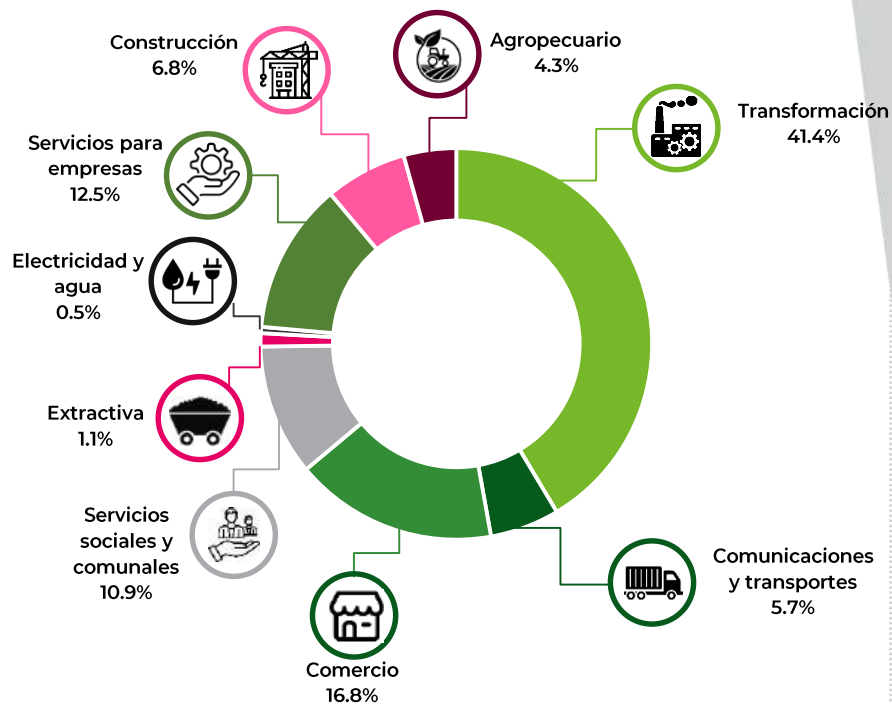 Construcción
6.8%
Agropecuario
4.3%
Transformación
41.4%
Servicios para
empresas
12.5%
Electricidad y
agua
0.5%
Extractiva
1.1%
Servicios
sociales y
comunales
10.9%
Comercio
16.8%
Comunicaciones
y transportes
5.7%